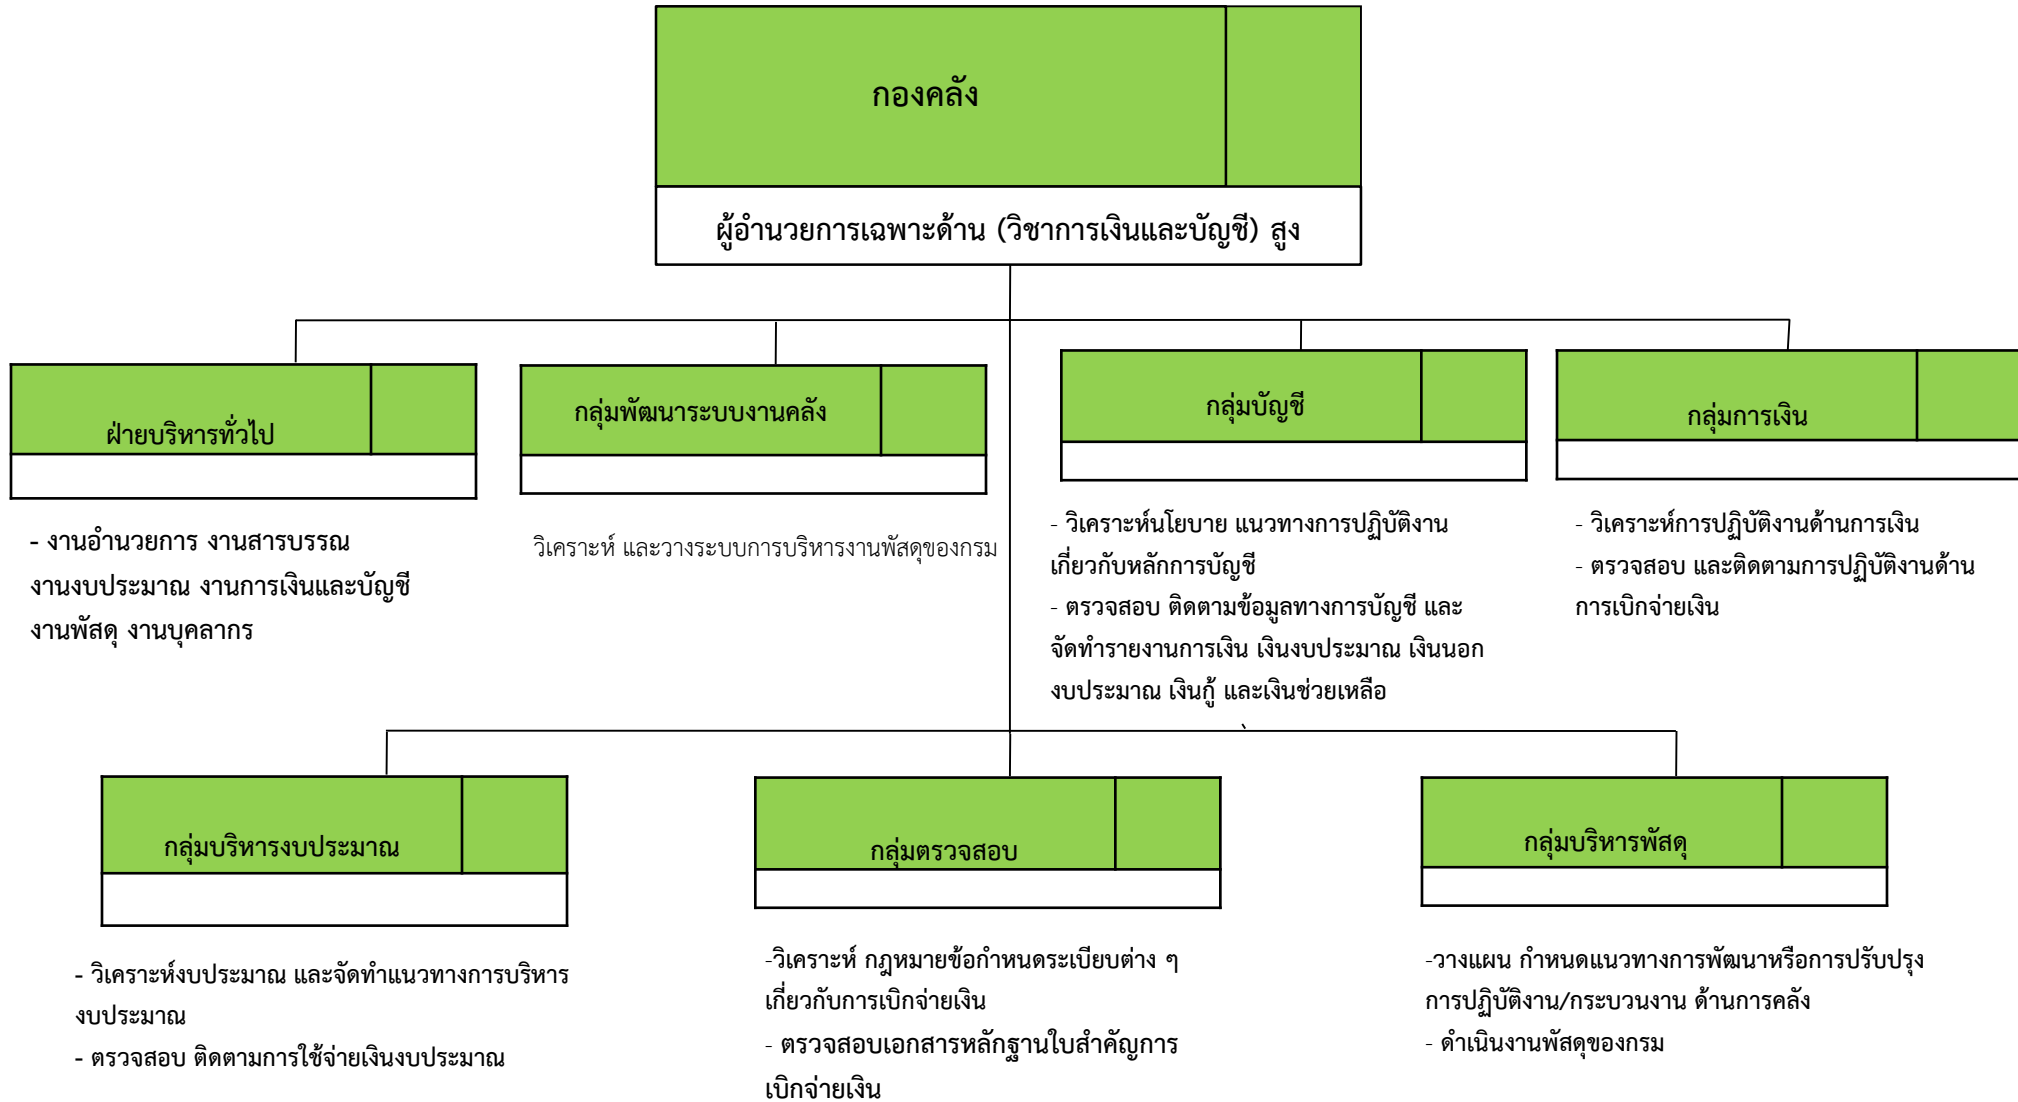 กองคลัง
ผู้อำนวยการเฉพาะด้าน (วิชาการเงินและบัญชี) สูง
ฝ่ายบริหารทั่วไป
- งานอำนวยการ งานสารบรรณ
งานงบประมาณ งานการเงินและบัญชี
งานพัสดุ งานบุคลากร
กลุ่มพัฒนาระบบงานคลัง
วิเคราะห์ และวางระบบการบริหารงานพัสดุของกรม
กลุ่มบัญชี
- วิเคราะห์นโยบาย แนวทางการปฏิบัติงาน
เกี่ยวกับหลักการบัญชี
- ตรวจสอบ ติดตามข้อมูลทางการบัญชี และ
จัดทำรายงานการเงิน เงินงบประมาณ เงินนอก
งบประมาณ เงินกู้ และเงินช่วยเหลือ
กลุ่มการเงิน
- วิเคราะห์การปฏิบัติงานด้านการเงิน
- ตรวจสอบ และติดตามการปฏิบัติงานด้าน
การเบิกจ่ายเงิน
กลุ่มบริหารงบประมาณ
- วิเคราะห์งบประมาณ และจัดทำแนวทางการบริหาร
งบประมาณ
- ตรวจสอบ ติดตามการใช้จ่ายเงินงบประมาณ
กลุ่มตรวจสอบ
-วิเคราะห์ กฎหมายข้อกำหนดระเบียบต่าง ๆ
เกี่ยวกับการเบิกจ่ายเงิน
- ตรวจสอบเอกสารหลักฐานใบสำคัญการ
เบิกจ่ายเงิน
กลุ่มบริหารพัสดุ
-วางแผน กำหนดแนวทางการพัฒนาหรือการปรับปรุง
การปฏิบัติงาน/กระบวนงาน ด้านการคลัง
- ดำเนินงานพัสดุของกรม